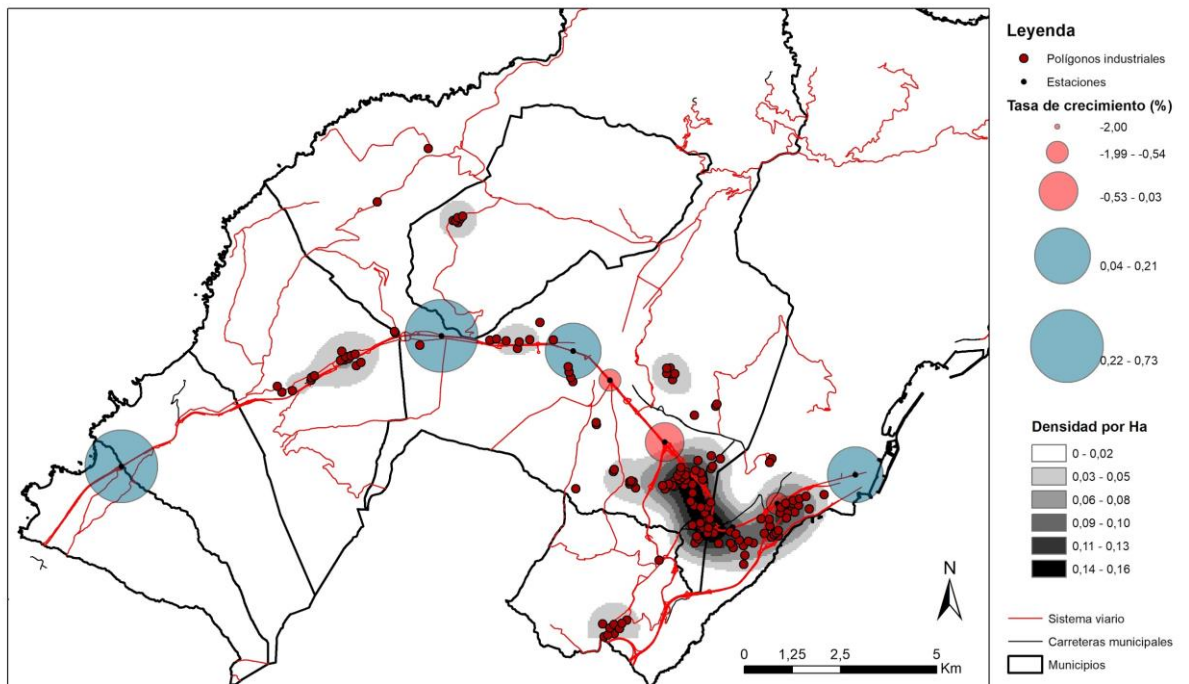 Leyenda
Polígonos industriales
Estaciones
Tasa de crecimiento (%)
-2,00
-1,99 - -0,54
-0,53 - 0,03
0,04 - 0,21
0,22 - 0,73
Densidad por Ha
0 - 0,02
0,03 - 0,05
0,06 - 0,08
0,09 - 0,10
0,11 - 0,13
0,14 - 0,16
Sistema viario
Carreteras municipales
Municipios
N
0 1,25 2,5 5
Km